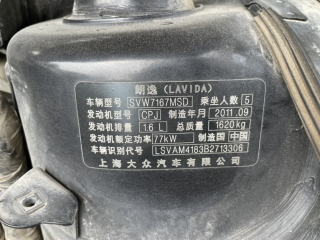 朗逸 (LAVIDA)
车辆型号 SVW7167MSD 乘坐人数 5
发动机型号 CPJ 制造年月 2011.09
发动机排量 1.6 L 总质量 1620 kg
发动机额定功率 77kW 制造国 中国
车辆识别代号 LSVAM4183B2713306
上海大众汽车有限公司